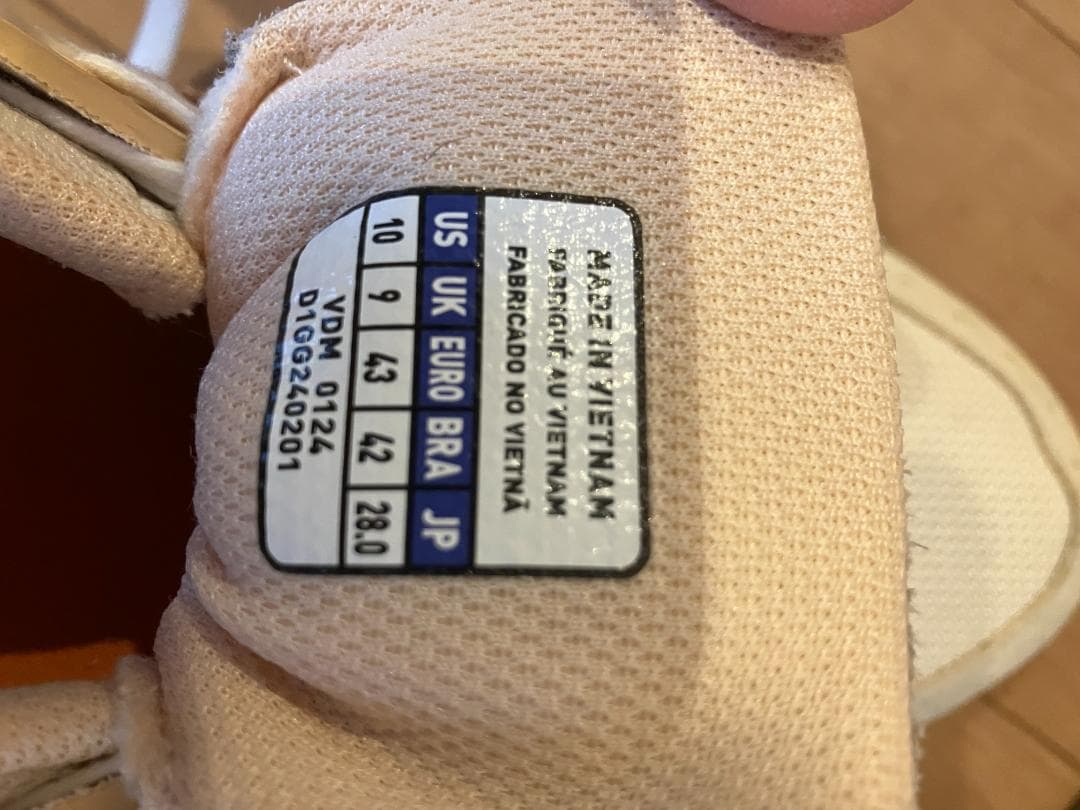 MADE IN VIETNAM
FABRIQUÉ AU VIETNAM
FABRICADO NO VIETNÃ
US UK EURO BRA JP
10 9 43 42 28.0
VDM 0124
D1GG240201